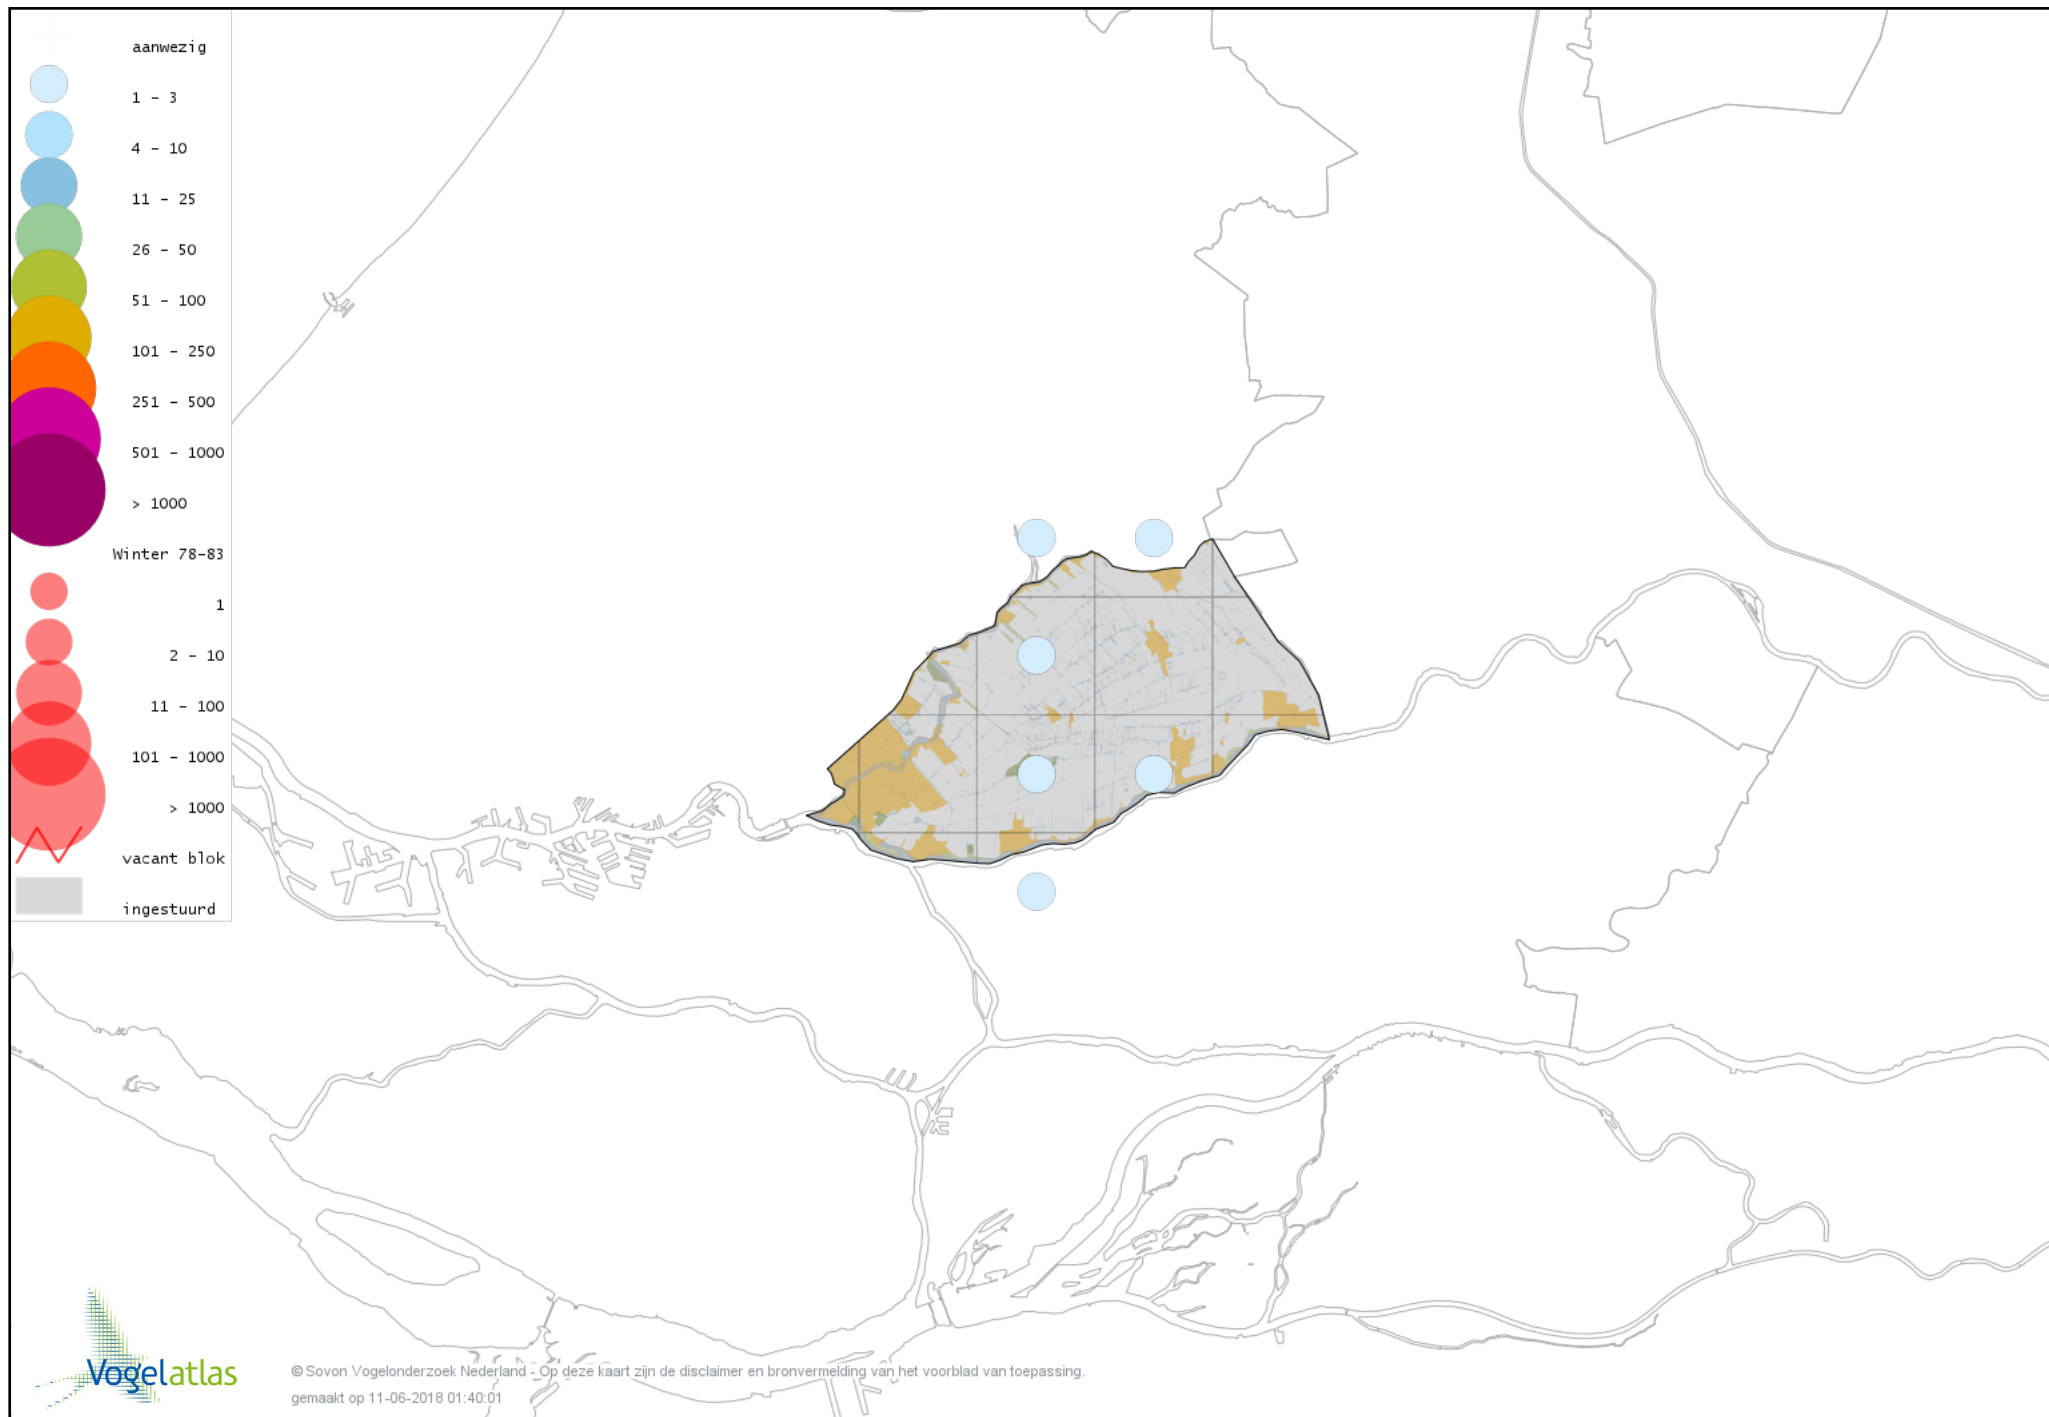 aanwezig
1 - 3
4 - 10
11 - 25
26 - 50
51 - 100
101 - 250
251 - 500
501 - 1000
> 1000
Winter 78-83
1
2 - 10
11 - 100
101 - 1000
> 1000
vacant blok
ingestuurd
Vogelatlas
© Sovon Vogelonderzoek Nederland - Op deze kaart zijn de disclaimer en bronvermelding van het voorblad van toepassing.
gemaakt op 11-06-2018 01:40:01